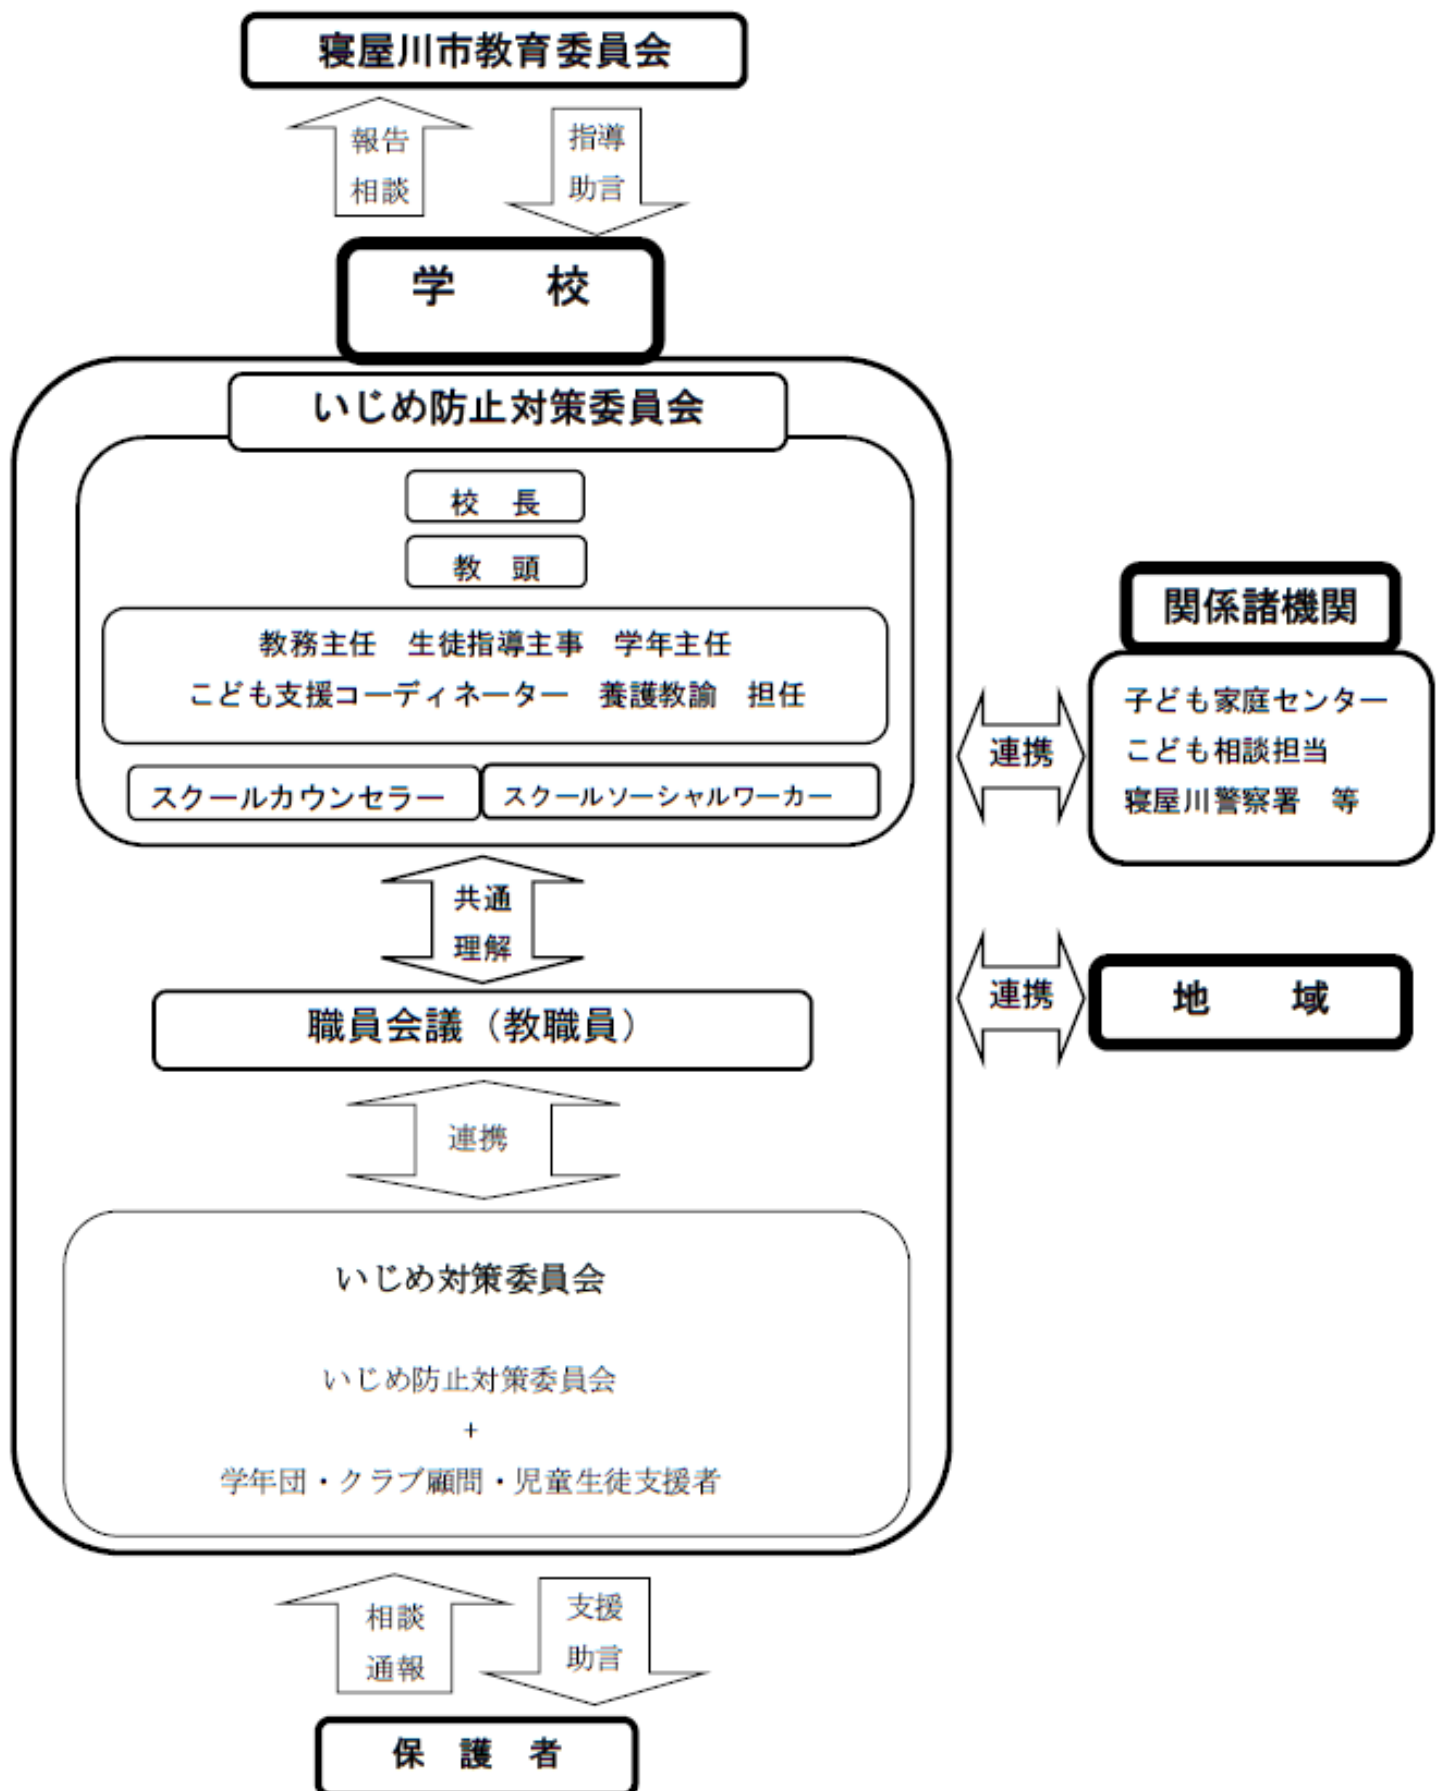 寝屋川市教育委員会
報告
相談
指導
助言
学　　校
いじめ防止対策委員会
校　長
教　頭
教務主任　生徒指導主事　学年主任
こども支援コーディネーター　養護教諭　担任
スクールカウンセラー
スクールソーシャルワーカー
関係諸機関
子ども家庭センター
こども相談担当
寝屋川警察署　等
連携
共通
理解
職員会議（教職員）
連携
地　　域
連携
いじめ対策委員会
いじめ防止対策委員会
+
学年団・クラブ顧問・児童生徒支援者
相談
通報
支援
助言
保　護　者